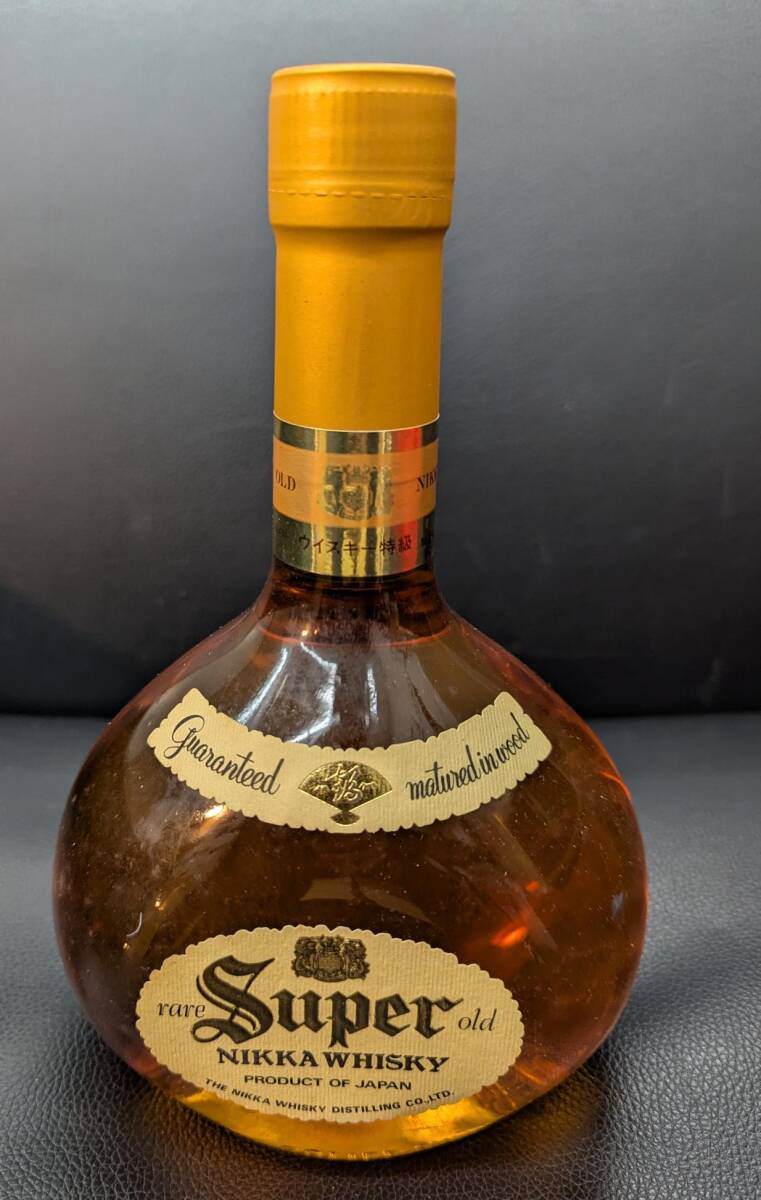 OLD NIKK
ウイスキー特級
Guaranteed matured in wood
rare Super old
NIKKA WHISKY
PRODUCT OF JAPAN
THE NIKKA WHISKY DISTILLING CO.,LTD.